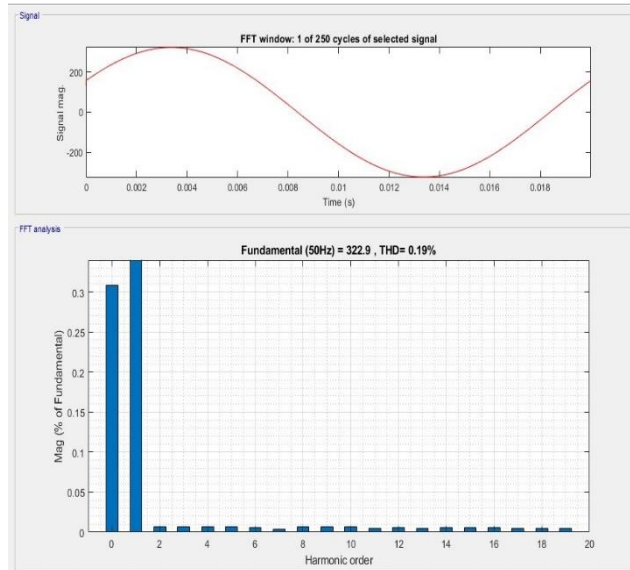 Signal
FFT window: 1 of 250 cycles of selected signal
200
0
-200
Signal mag.
0 0.002 0.004 0.006 0.008 0.01 0.012 0.014 0.016 0.018
Time (s)
FFT analysis
Fundamental (50Hz) = 322.9 , THD= 0.19%
0.3
0.25
0.2
0.15
0.1
0.05
0
Mag (% of Fundamental)
0 2 4 6 8 10 12 14 16 18 20
Harmonic order